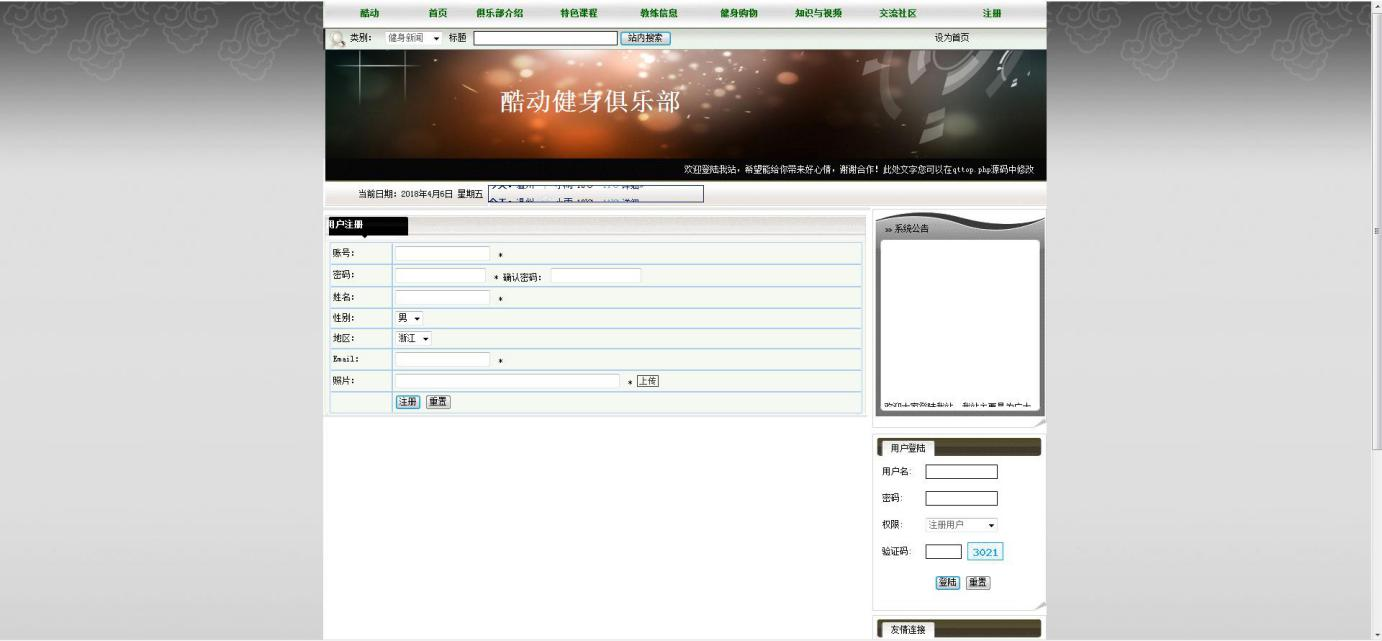 酷动 首页 俱乐部介绍 特色课程 教练信息 健身购物 知识与视频 交流社区 注册
类别: 健身新闻 标题 站内搜索 设为首页
酷动健身俱乐部
欢迎登陆我站，希望能给你带来好心情，谢谢合作！此处文字您可以在qttop.php源码中修改
当前日期: 2018年4月6日 星期五
用户注册
账号: *
密码: * 确认密码:
姓名: *
性别: 男
地区: 浙江
Email: *
照片: * 上传
注册 重置
>> 系统公告
用户登陆
用户名:
密码:
权限: 注册用户
验证码: 3021
登陆 重置
友情连接